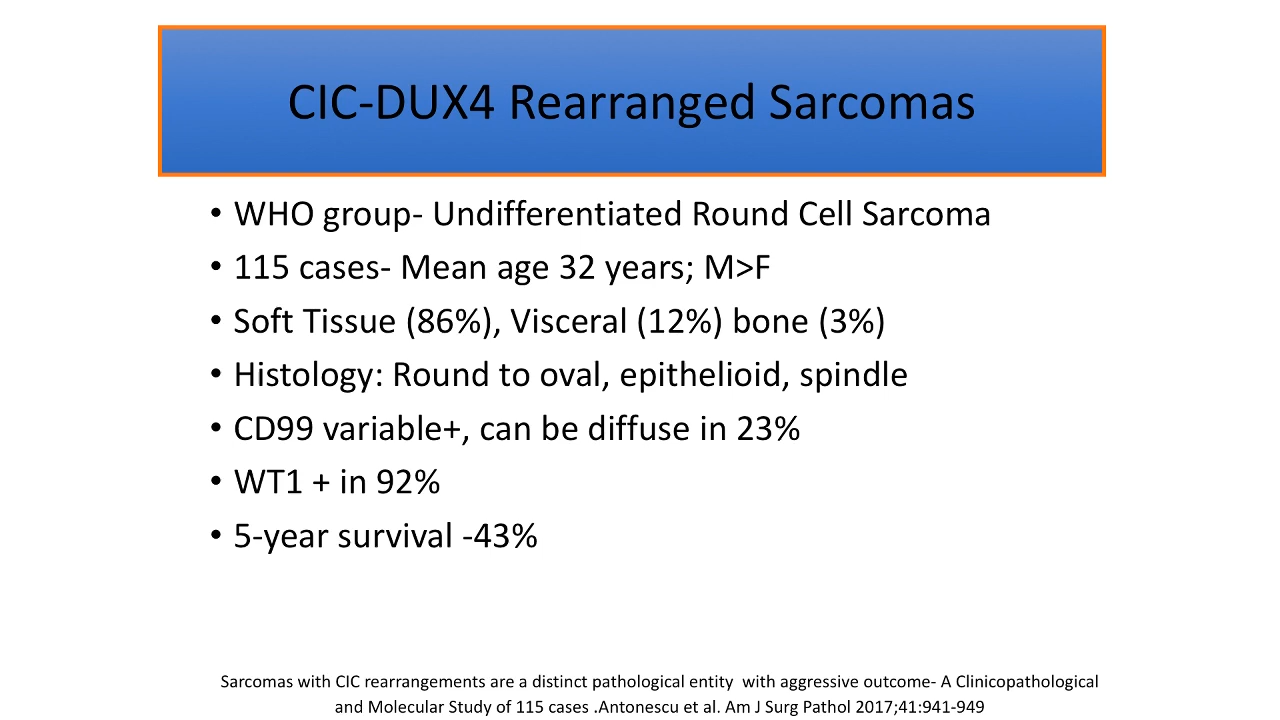 CIC-DUX4 Rearranged Sarcomas
• WHO group- Undifferentiated Round Cell Sarcoma
• 115 cases- Mean age 32 years; M>F
• Soft Tissue (86%), Visceral (12%) bone (3%)
• Histology: Round to oval, epithelioid, spindle
• CD99 variable+, can be diffuse in 23%
• WT1 + in 92%
• 5-year survival -43%
Sarcomas with CIC rearrangements are a distinct pathological entity  with aggressive outcome- A Clinicopathological
and Molecular Study of 115 cases .Antonescu et al. Am J Surg Pathol 2017;41:941-949